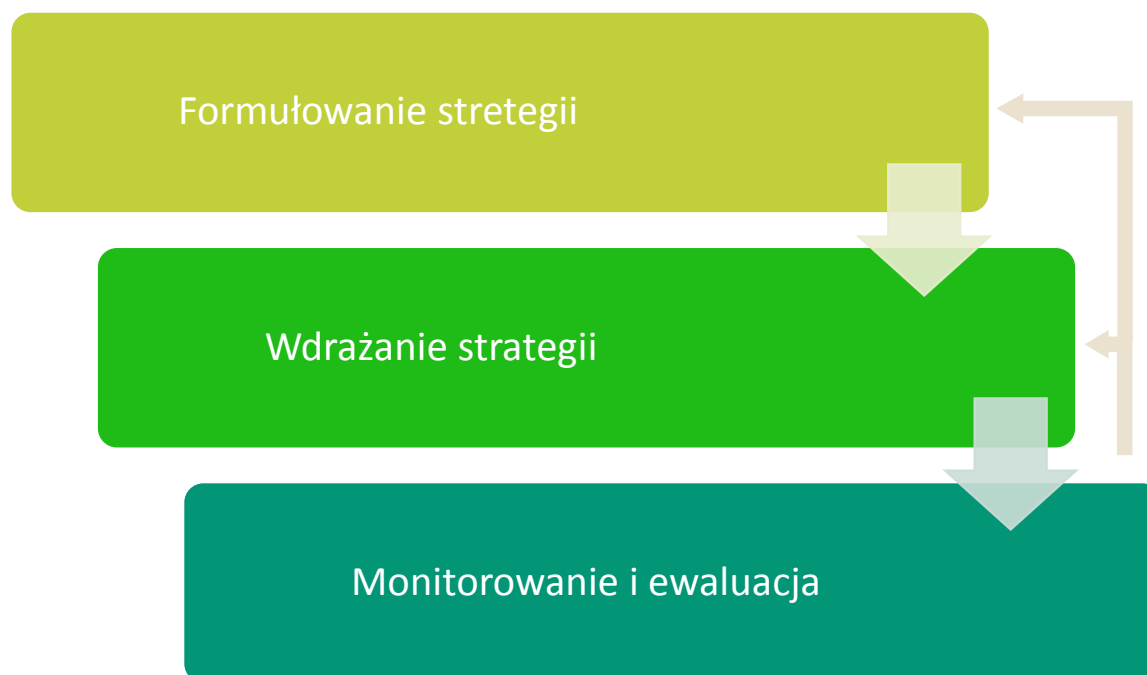 Formułowanie stretegii
Wdrażanie strategii
Monitorowanie i ewaluacja